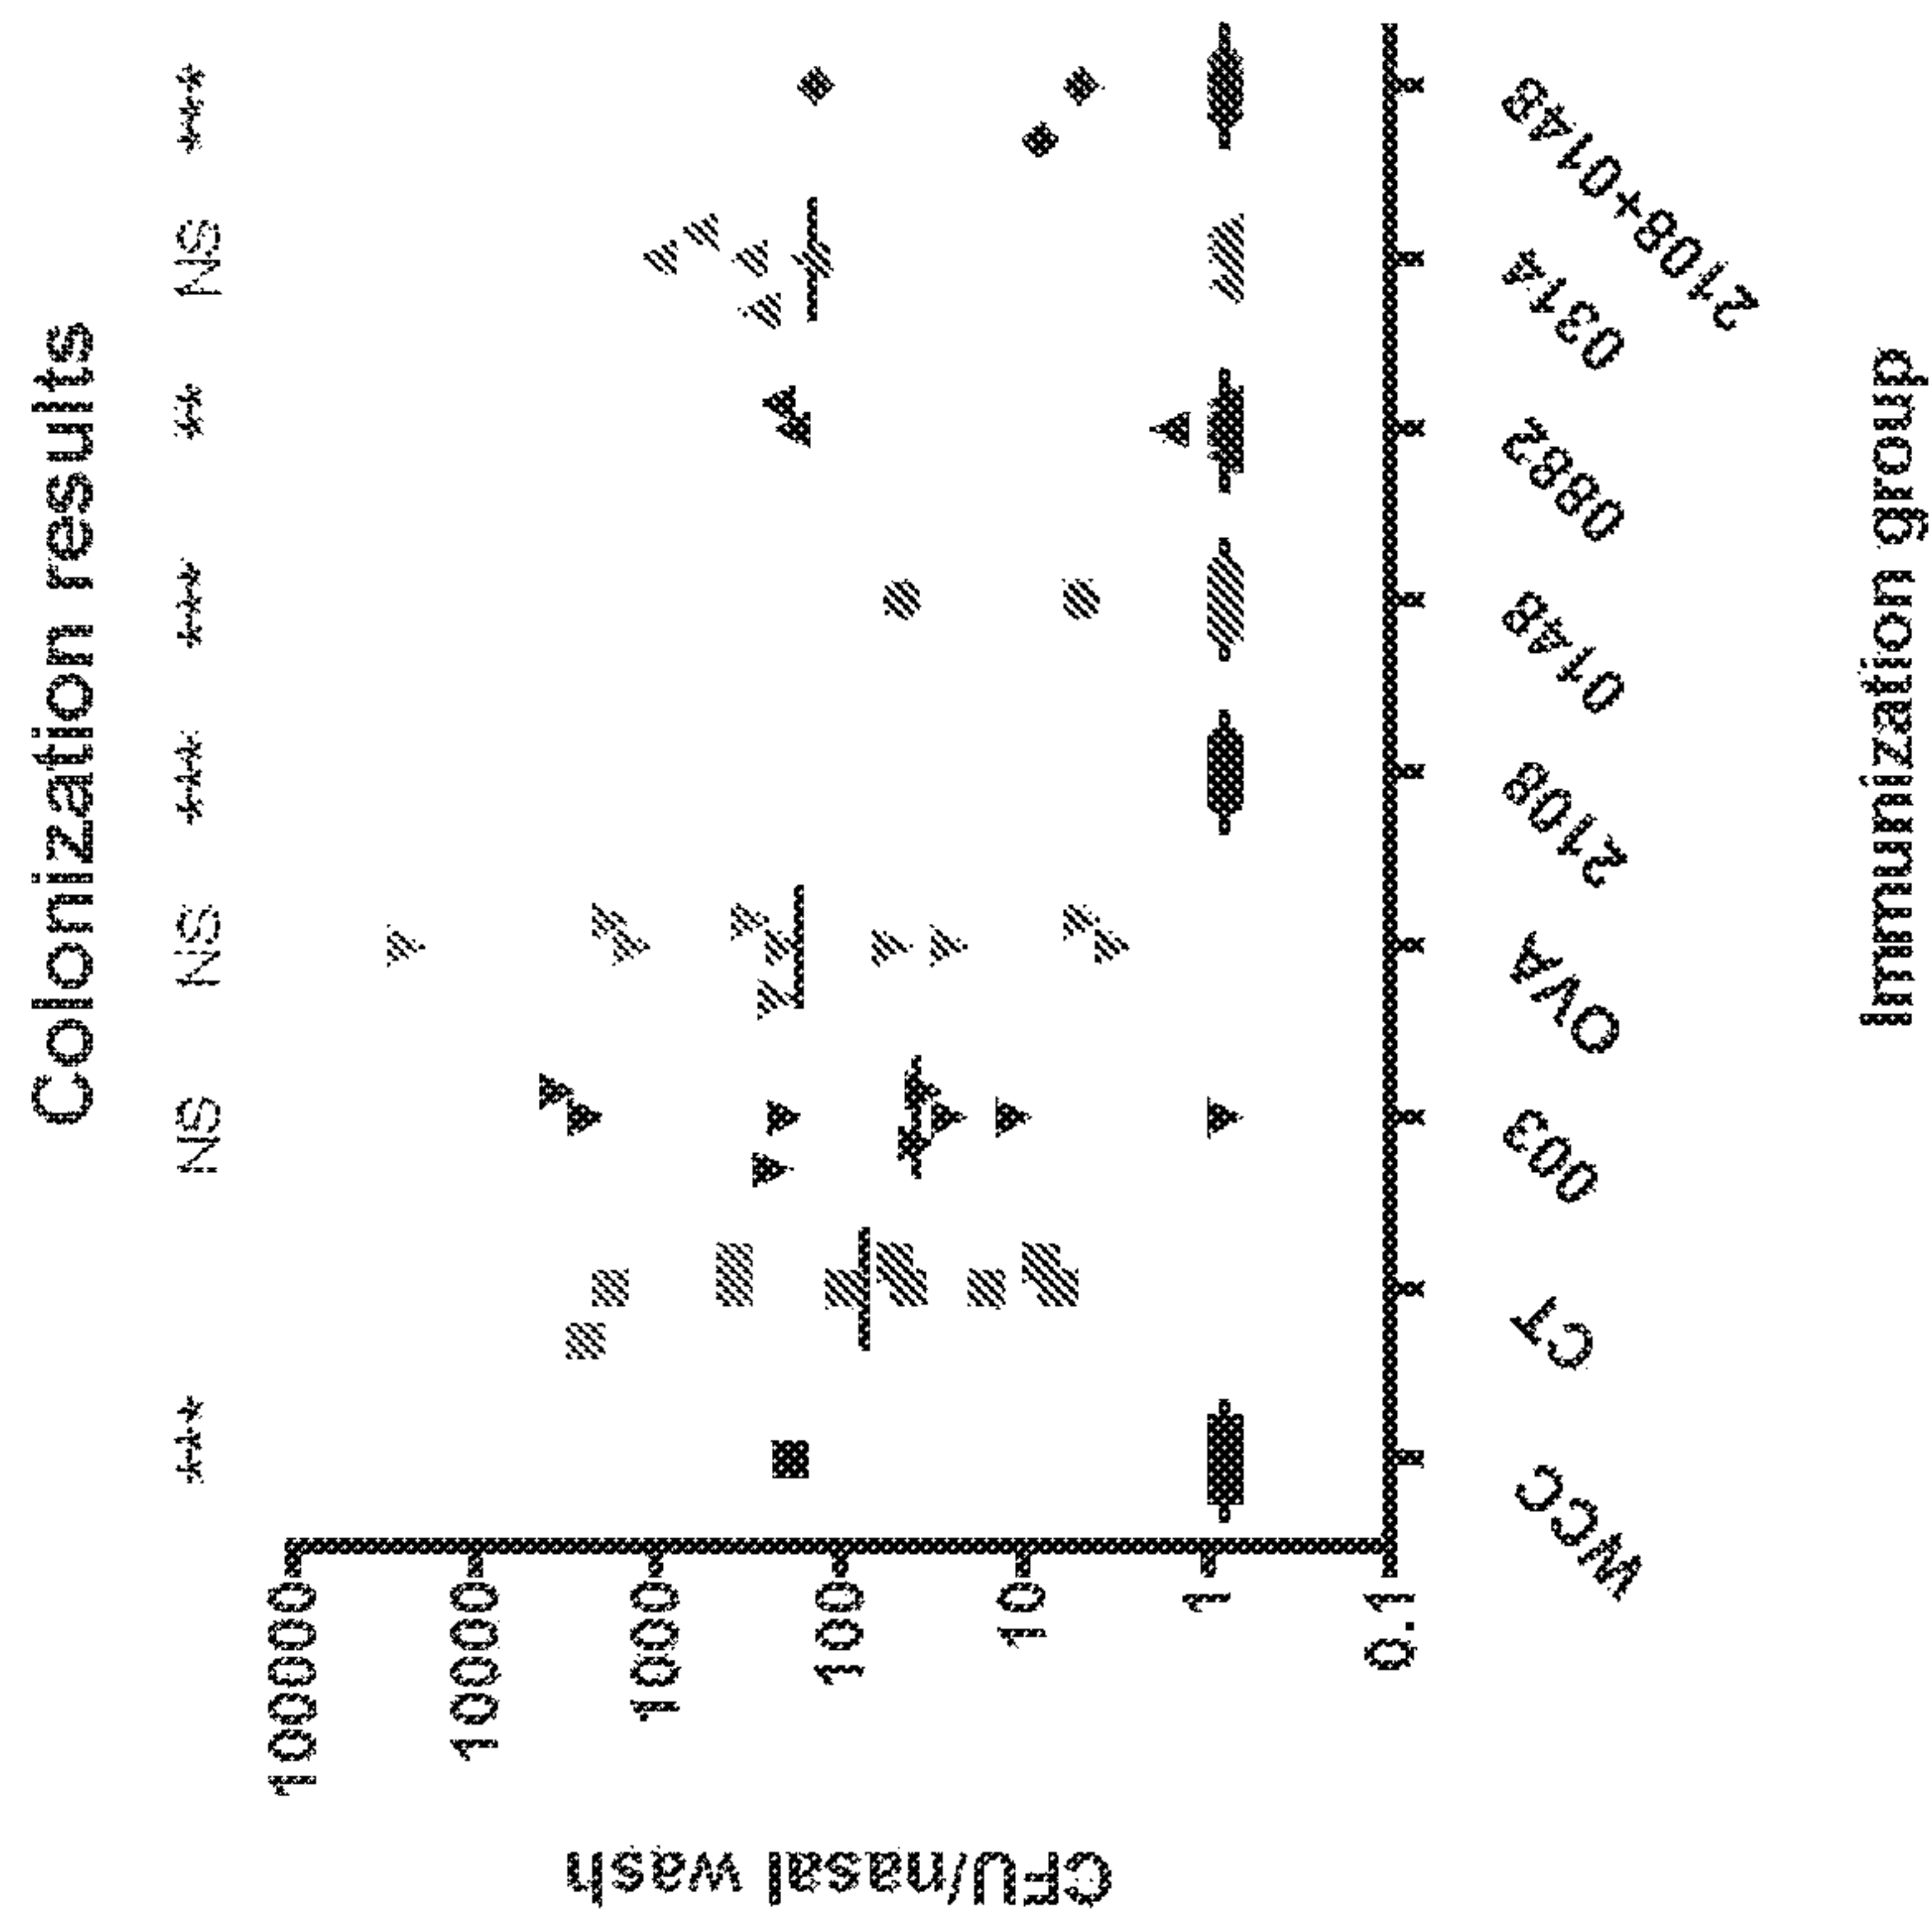 Colonization results
*** NS NS *** *** ** NS ***
CFU/nasal wash
100000
10000
1000
100
10
1
0.1
WCC
CT
003
OVA
2108
0148
0882
0314
2108+0148
Immunization group